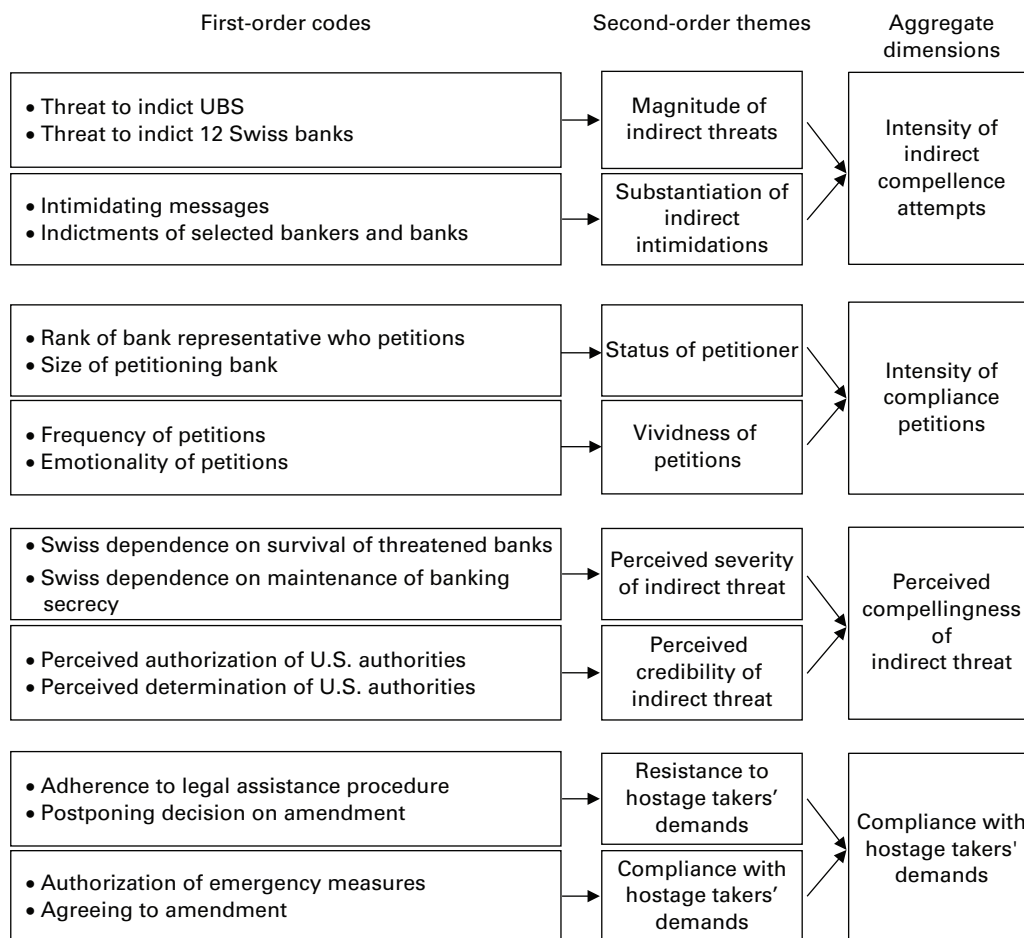 First-order codes
Second-order themes
Aggregate
dimensions
• Threat to indict UBS
• Threat to indict 12 Swiss banks
Magnitude of
indirect threats
• Intimidating messages
• Indictments of selected bankers and banks
Substantiation of
indirect
intimidations
Intensity of
indirect
compellence
attempts
• Rank of bank representative who petitions
• Size of petitioning bank
Status of petitioner
• Frequency of petitions
• Emotionality of petitions
Vividness of
petitions
Intensity of
compliance
petitions
• Swiss dependence on survival of threatened banks
• Swiss dependence on maintenance of banking
secrecy
Perceived severity
of indirect threat
• Perceived authorization of U.S. authorities
• Perceived determination of U.S. authorities
Perceived
credibility of
indirect threat
Perceived
compellingness
of
indirect threat
• Adherence to legal assistance procedure
• Postponing decision on amendment
Resistance to
hostage takers’
demands
• Authorization of emergency measures
• Agreeing to amendment
Compliance with
hostage takers’
demands
Compliance with
hostage takers'
demands